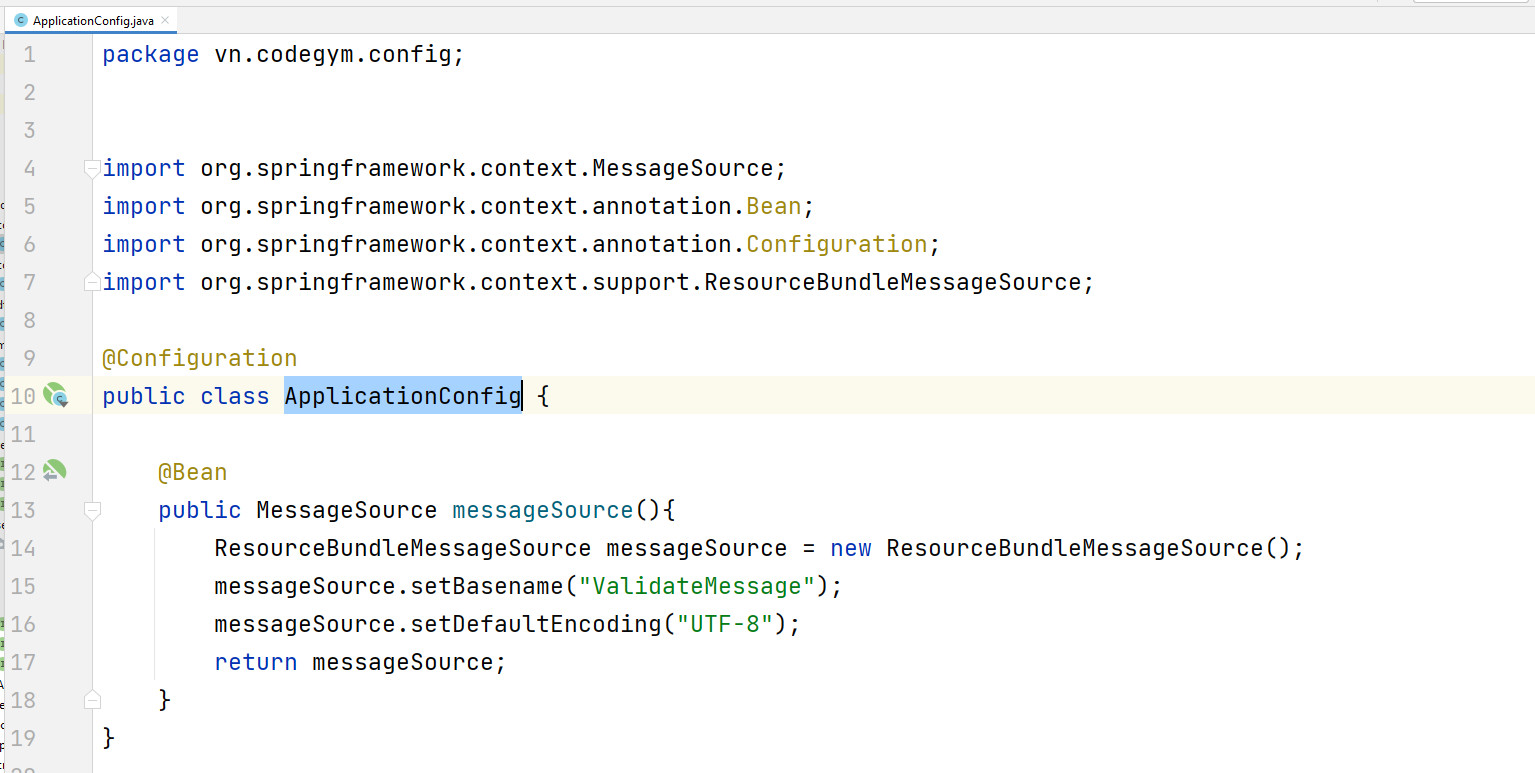 ApplicationConfig.java
1 package vn.codegym.config;
2
3
4 import org.springframework.context.MessageSource;
5 import org.springframework.context.annotation.Bean;
6 import org.springframework.context.annotation.Configuration;
7 import org.springframework.context.support.ResourceBundleMessageSource;
8
9 @Configuration
10 public class ApplicationConfig {
11
12 @Bean
13 public MessageSource messageSource(){
14 ResourceBundleMessageSource messageSource = new ResourceBundleMessageSource();
15 messageSource.setBasename("ValidateMessage");
16 messageSource.setDefaultEncoding("UTF-8");
17 return messageSource;
18 }
19 }